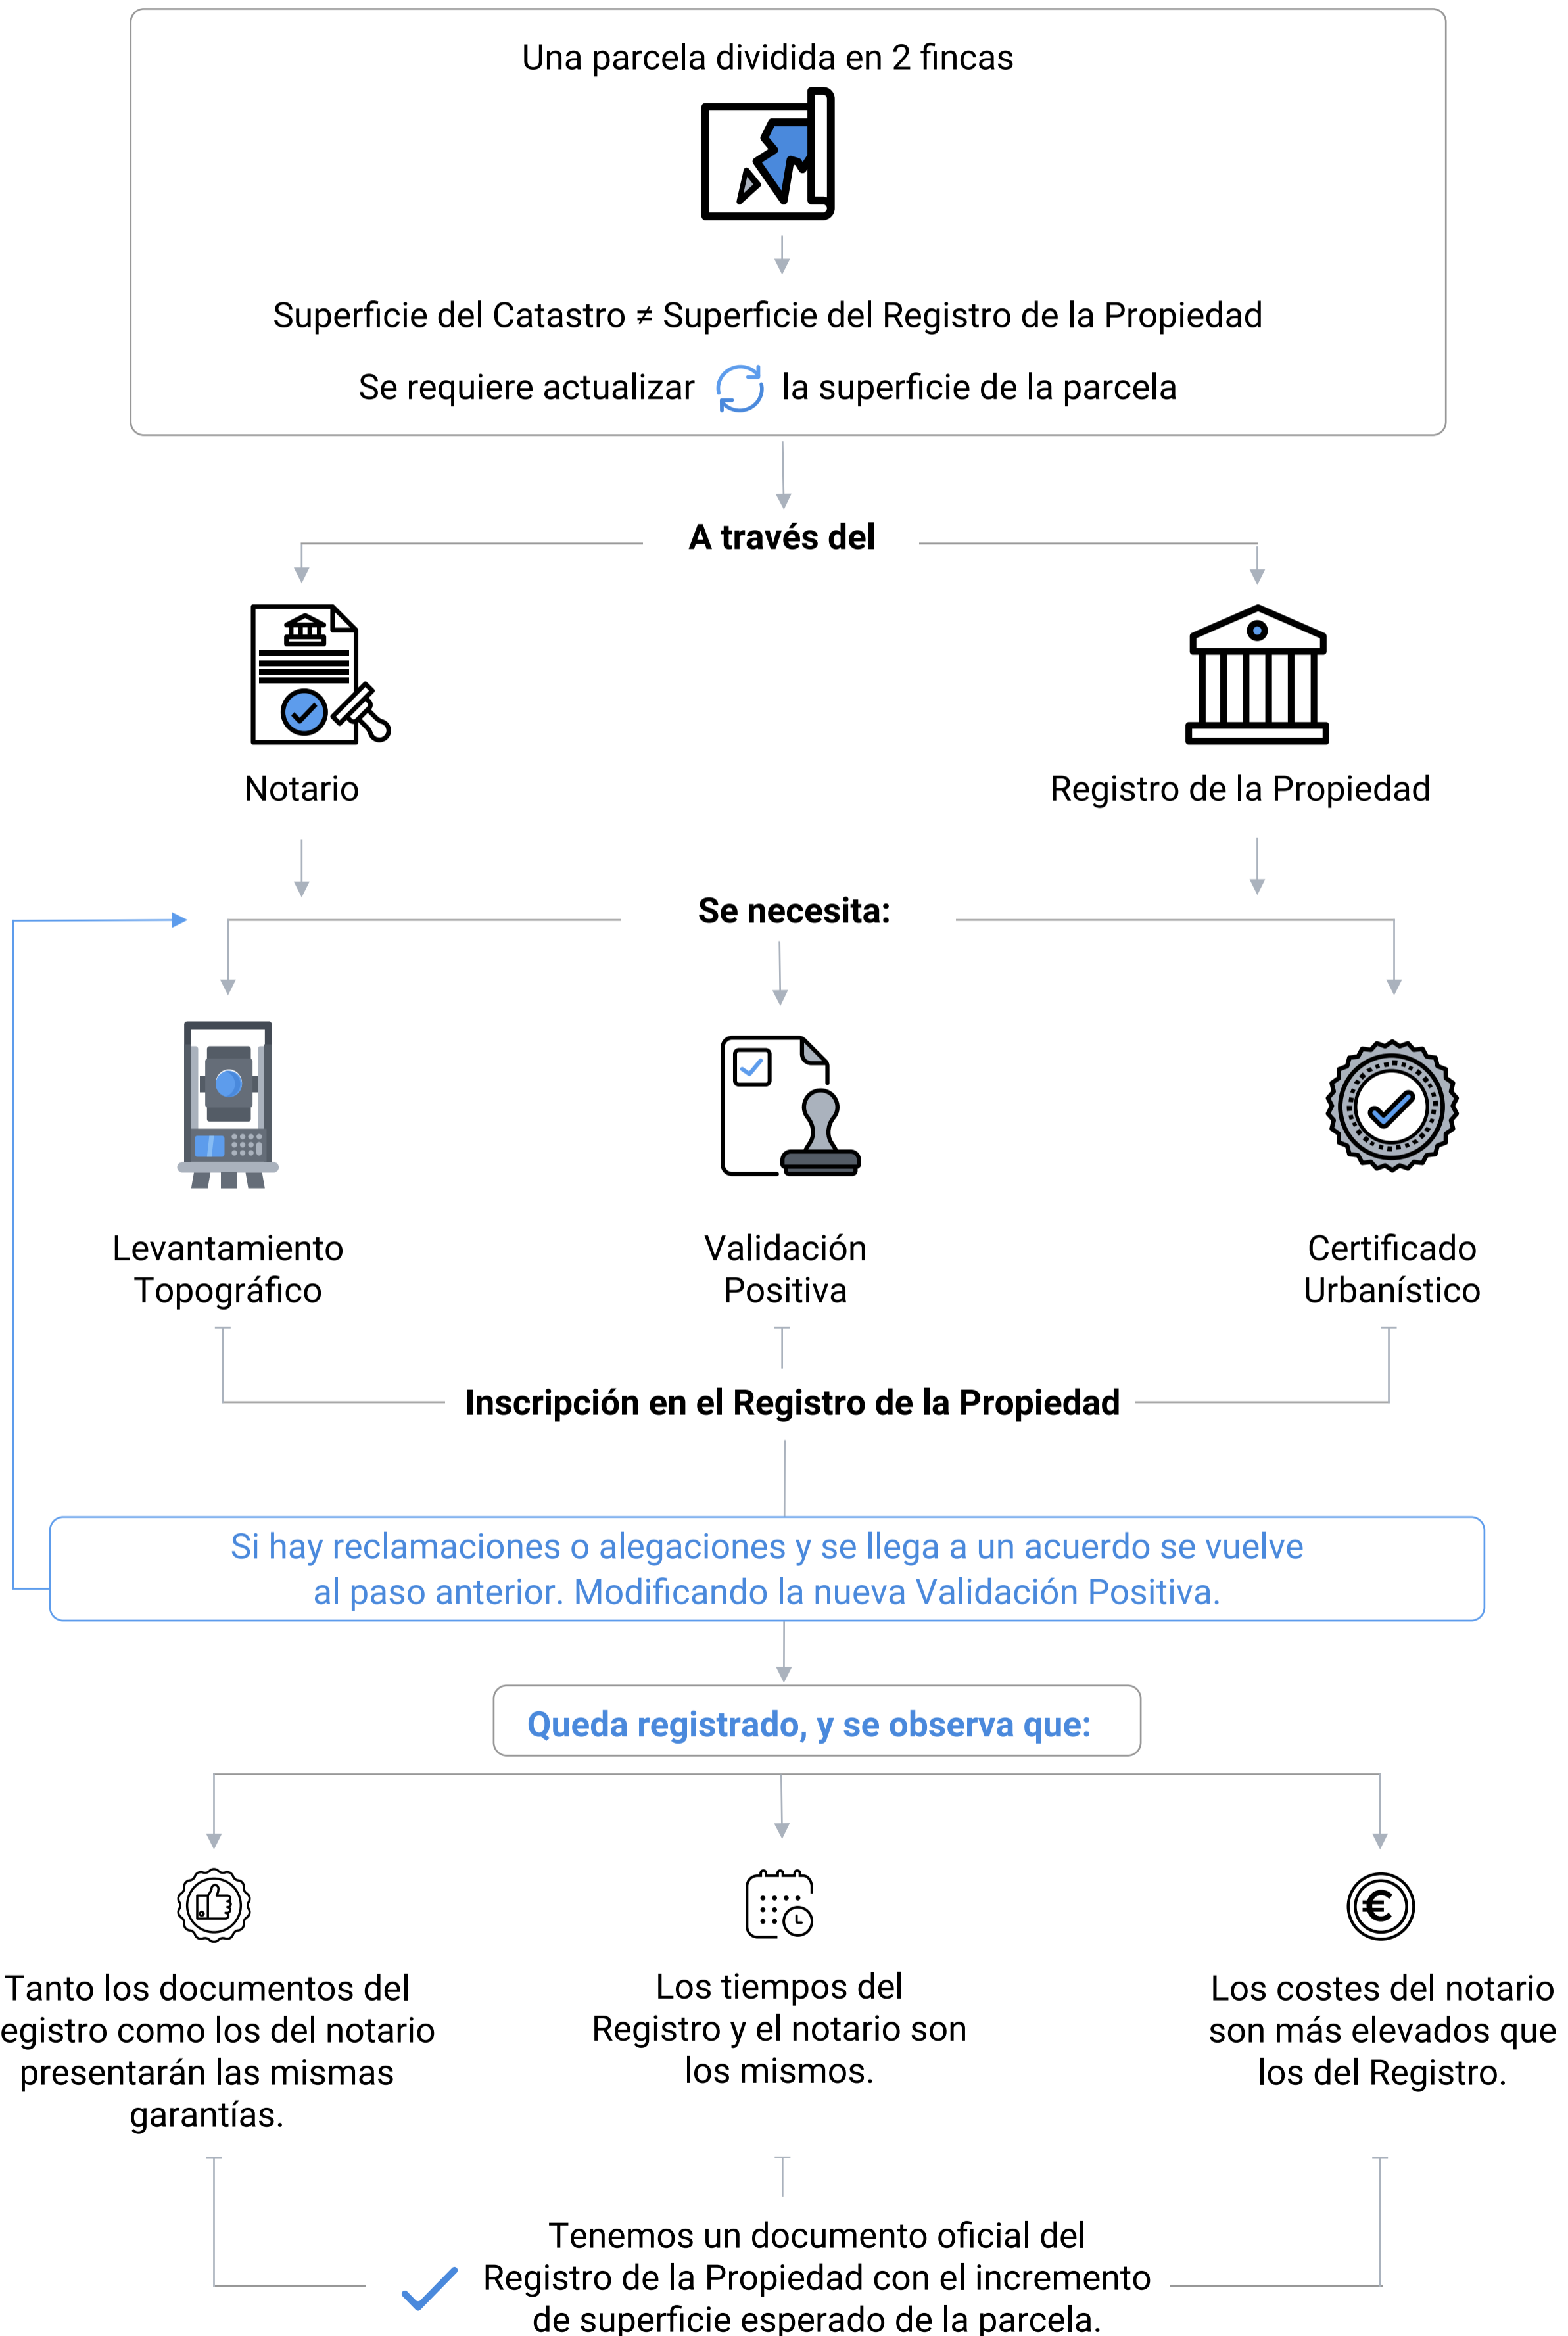 Una parcela dividida en 2 fincas
Superficie del Catastro ≠ Superficie del Registro de la Propiedad
Se requiere actualizar la superficie de la parcela
A través del
Notario
Registro de la Propiedad
Se necesita:
Levantamiento
Topográfico
Validación
Positiva
Certificado
Urbanístico
Inscripción en el Registro de la Propiedad
Si hay reclamaciones o alegaciones y se llega a un acuerdo se vuelve
al paso anterior. Modificando la nueva Validación Positiva.
Queda registrado, y se observa que:
Tanto los documentos del
egistro como los del notario
presentarán las mismas
garantías.
Los tiempos del
Registro y el notario son
los mismos.
Los costes del notario
son más elevados que
los del Registro.
€
Tenemos un documento oficial del
Registro de la Propiedad con el incremento
de superficie esperado de la parcela.